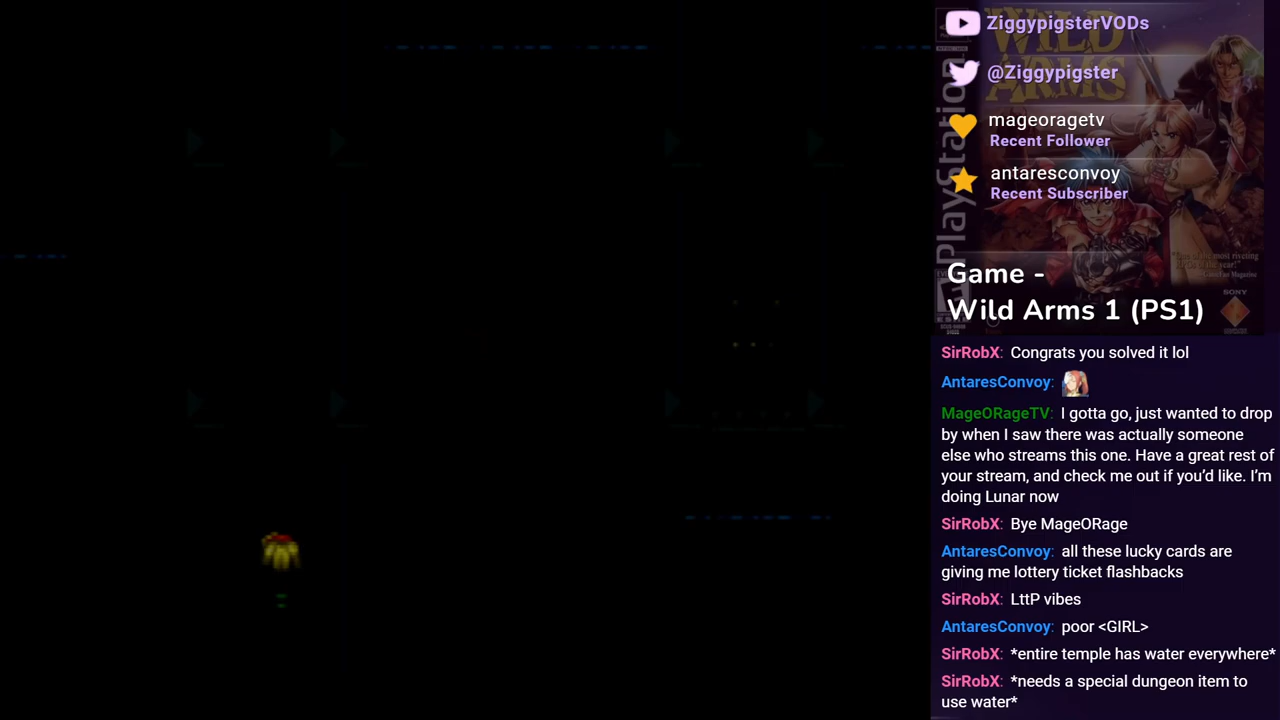 ZiggypigsterVODs
@Ziggypigster
mageoragetv
Recent Follower
antaresconvoy
Recent Subscriber
WILD
ARMS
PlayStation
Game -
Wild Arms 1 (PS1)
SONY
SirRobX: Congrats you solved it lol
AntaresConvoy:
MageORageTV: I gotta go, just wanted to drop
by when I saw there was actually someone
else who streams this one. Have a great rest of
your stream, and check me out if you'd like. I'm
doing Lunar now
SirRobX: Bye MageORage
AntaresConvoy: all these lucky cards are
giving me lottery ticket flashbacks
SirRobX: LttP vibes
AntaresConvoy: poor <GIRL>
SirRobX: *entire temple has water everywhere*
SirRobX: *needs a special dungeon item to
use water*